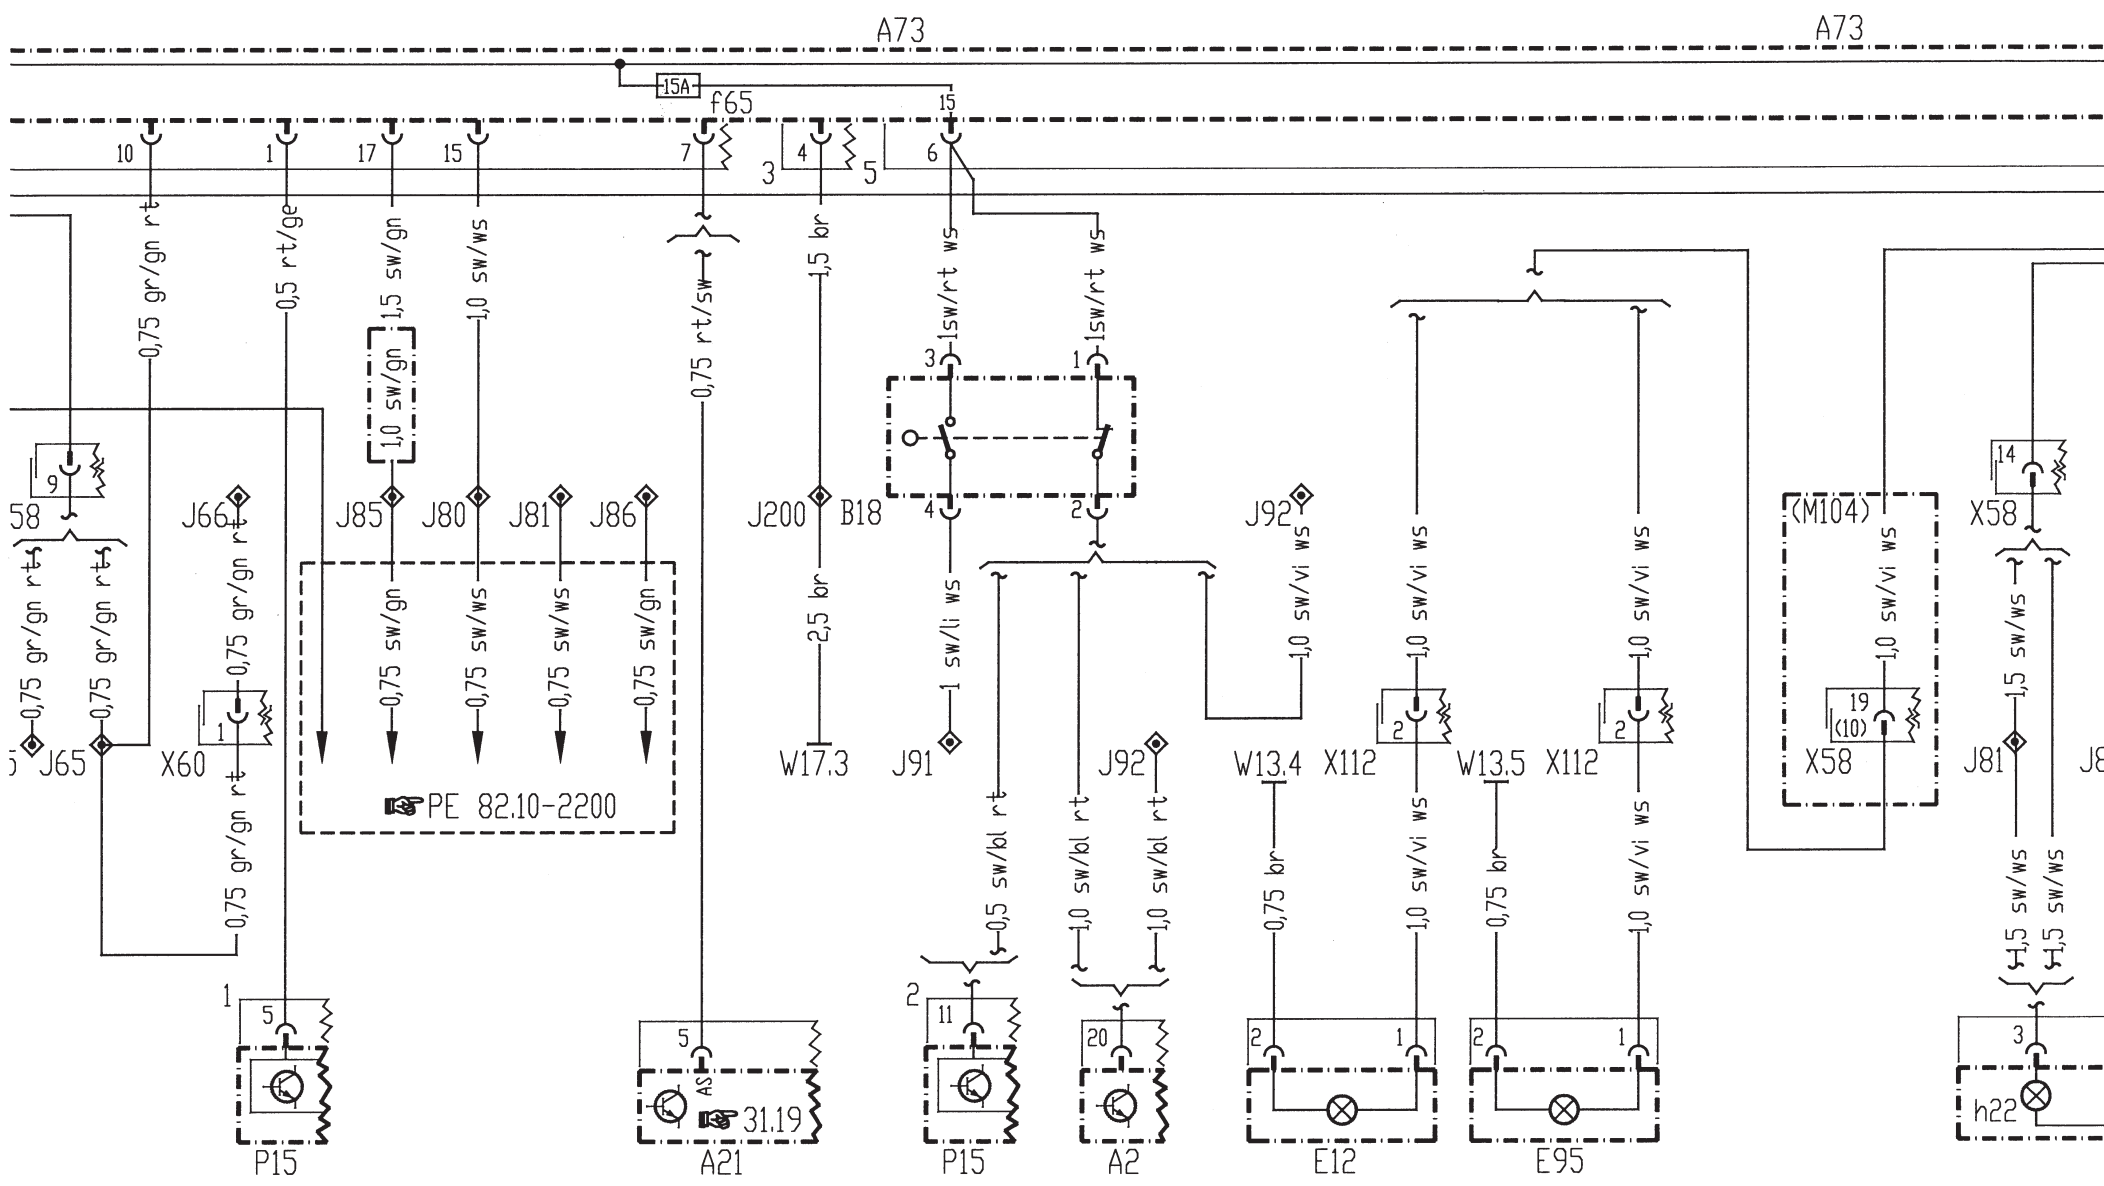 A73
A73
15A
f65
15
10
1
17
15
7
3
4
5
6
0,75 gr/gn rt
0,5 rt/ge
1,5 sw/gn
1,0 sw/gn
1,0 sw/ws
0,75 rt/sw
1,5 br
1sw/rt ws
1sw/rt ws
3
1
9
58
J66
J85
J80
J81
J86
J200
B18
4
2
J92
(M104)
14
X58
0,75 gr/gn rt
0,75 gr/gn rt
0,75 gr/gn rt
0,75 sw/gn
0,75 sw/ws
0,75 sw/ws
0,75 sw/gn
2,5 br
1 sw/li ws
1,0 sw/vi ws
1,0 sw/vi ws
1,0 sw/vi ws
1,0 sw/vi ws
1,5 sw/ws
1
2
2
19
(10)
5
J65
X60
W17.3
J91
J92
W13.4
X112
W13.5
X112
X58
J81
J8
PE 82.10-2200
0,75 gr/gn rt
0,5 sw/bl rt
1,0 sw/bl rt
1,0 sw/bl rt
0,75 br
1,0 sw/vi ws
0,75 br
1,0 sw/vi ws
1,5 sw/ws
1,5 sw/ws
1
5
5
2
11
20
2
1
2
1
3
AS
31.19
h22
P15
A21
P15
A2
E12
E95